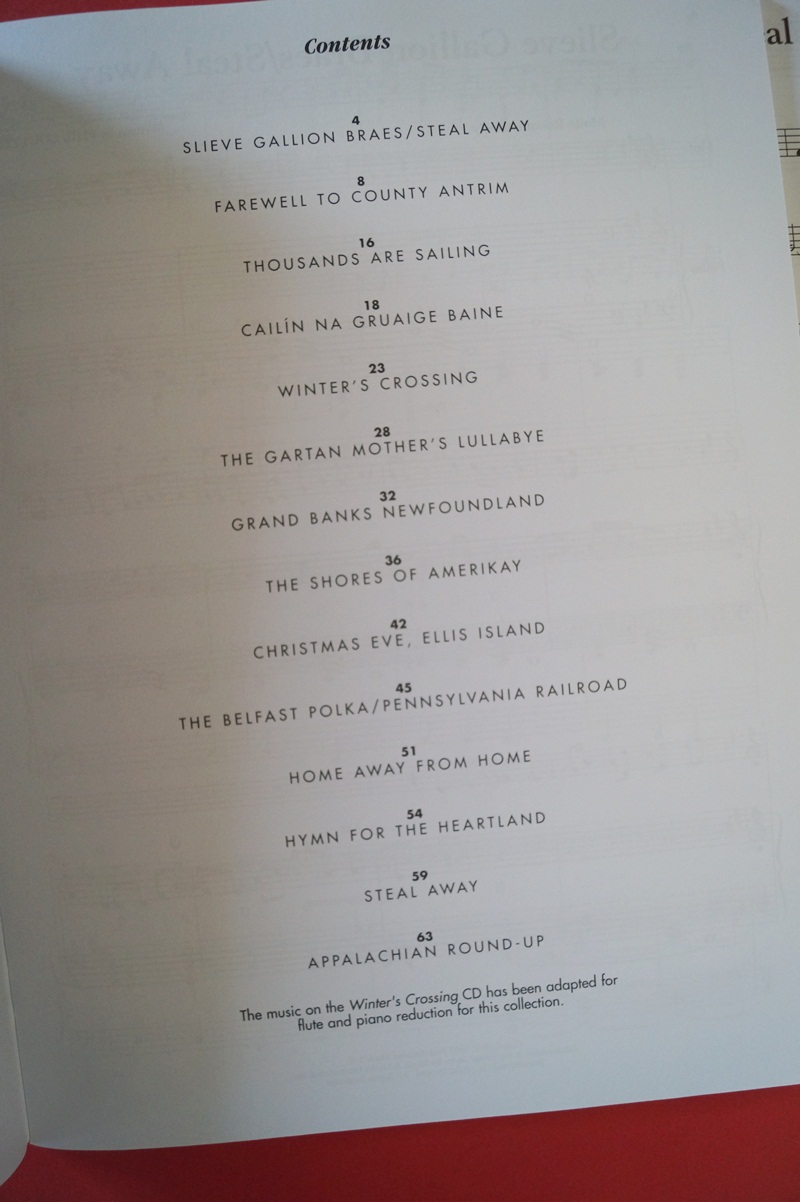 Contents
al
4
SLIEVE GALLION BRAES/STEAL AWAY
8
FAREWELL TO COUNTY ANTRIM
16
THOUSANDS ARE SAILING
18
CAILÍN NA GRUAIGE BAINE
23
WINTER'S CROSSING
28
THE GARTAN MOTHER'S LULLABYE
32
GRAND BANKS NEWFOUNDLAND
36
THE SHORES OF AMERIKAY
42
CHRISTMAS EVE, ELLIS ISLAND
45
THE BELFAST POLKA/PENNSYLVANIA RAILROAD
51
HOME AWAY FROM HOME
54
HYMN FOR THE HEARTLAND
59
STEAL AWAY
63
APPALACHIAN ROUND-UP
The music on the Winter's Crossing CD has been adapted for
flute and piano reduction for this collection.